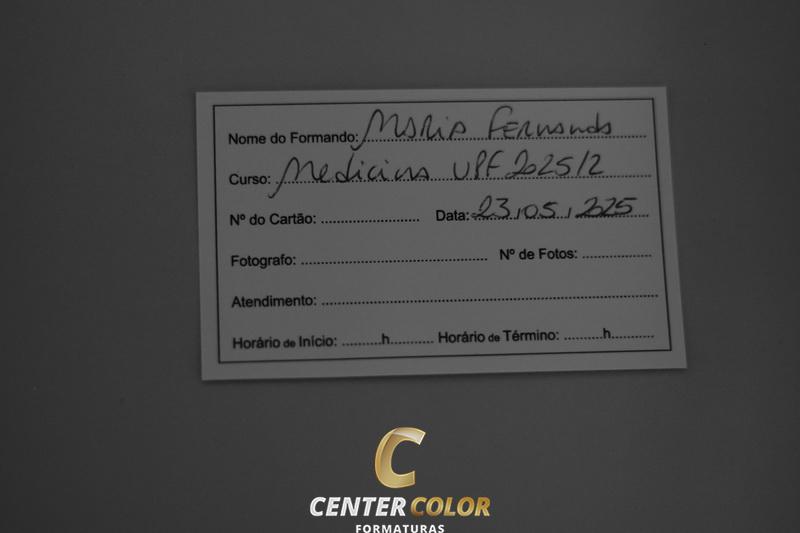 Nome do Formando: Maria Fernanda
Curso: Medicina UPF 2025/2
Nº do Cartão: .................... Data: 23/05/2025
Fotografo: .................... Nº de Fotos: ....................
Atendimento: ....................
Horário de Início: ..........h.......... Horário de Término: ..........h..........
CENTER COLOR
FORMATURAS